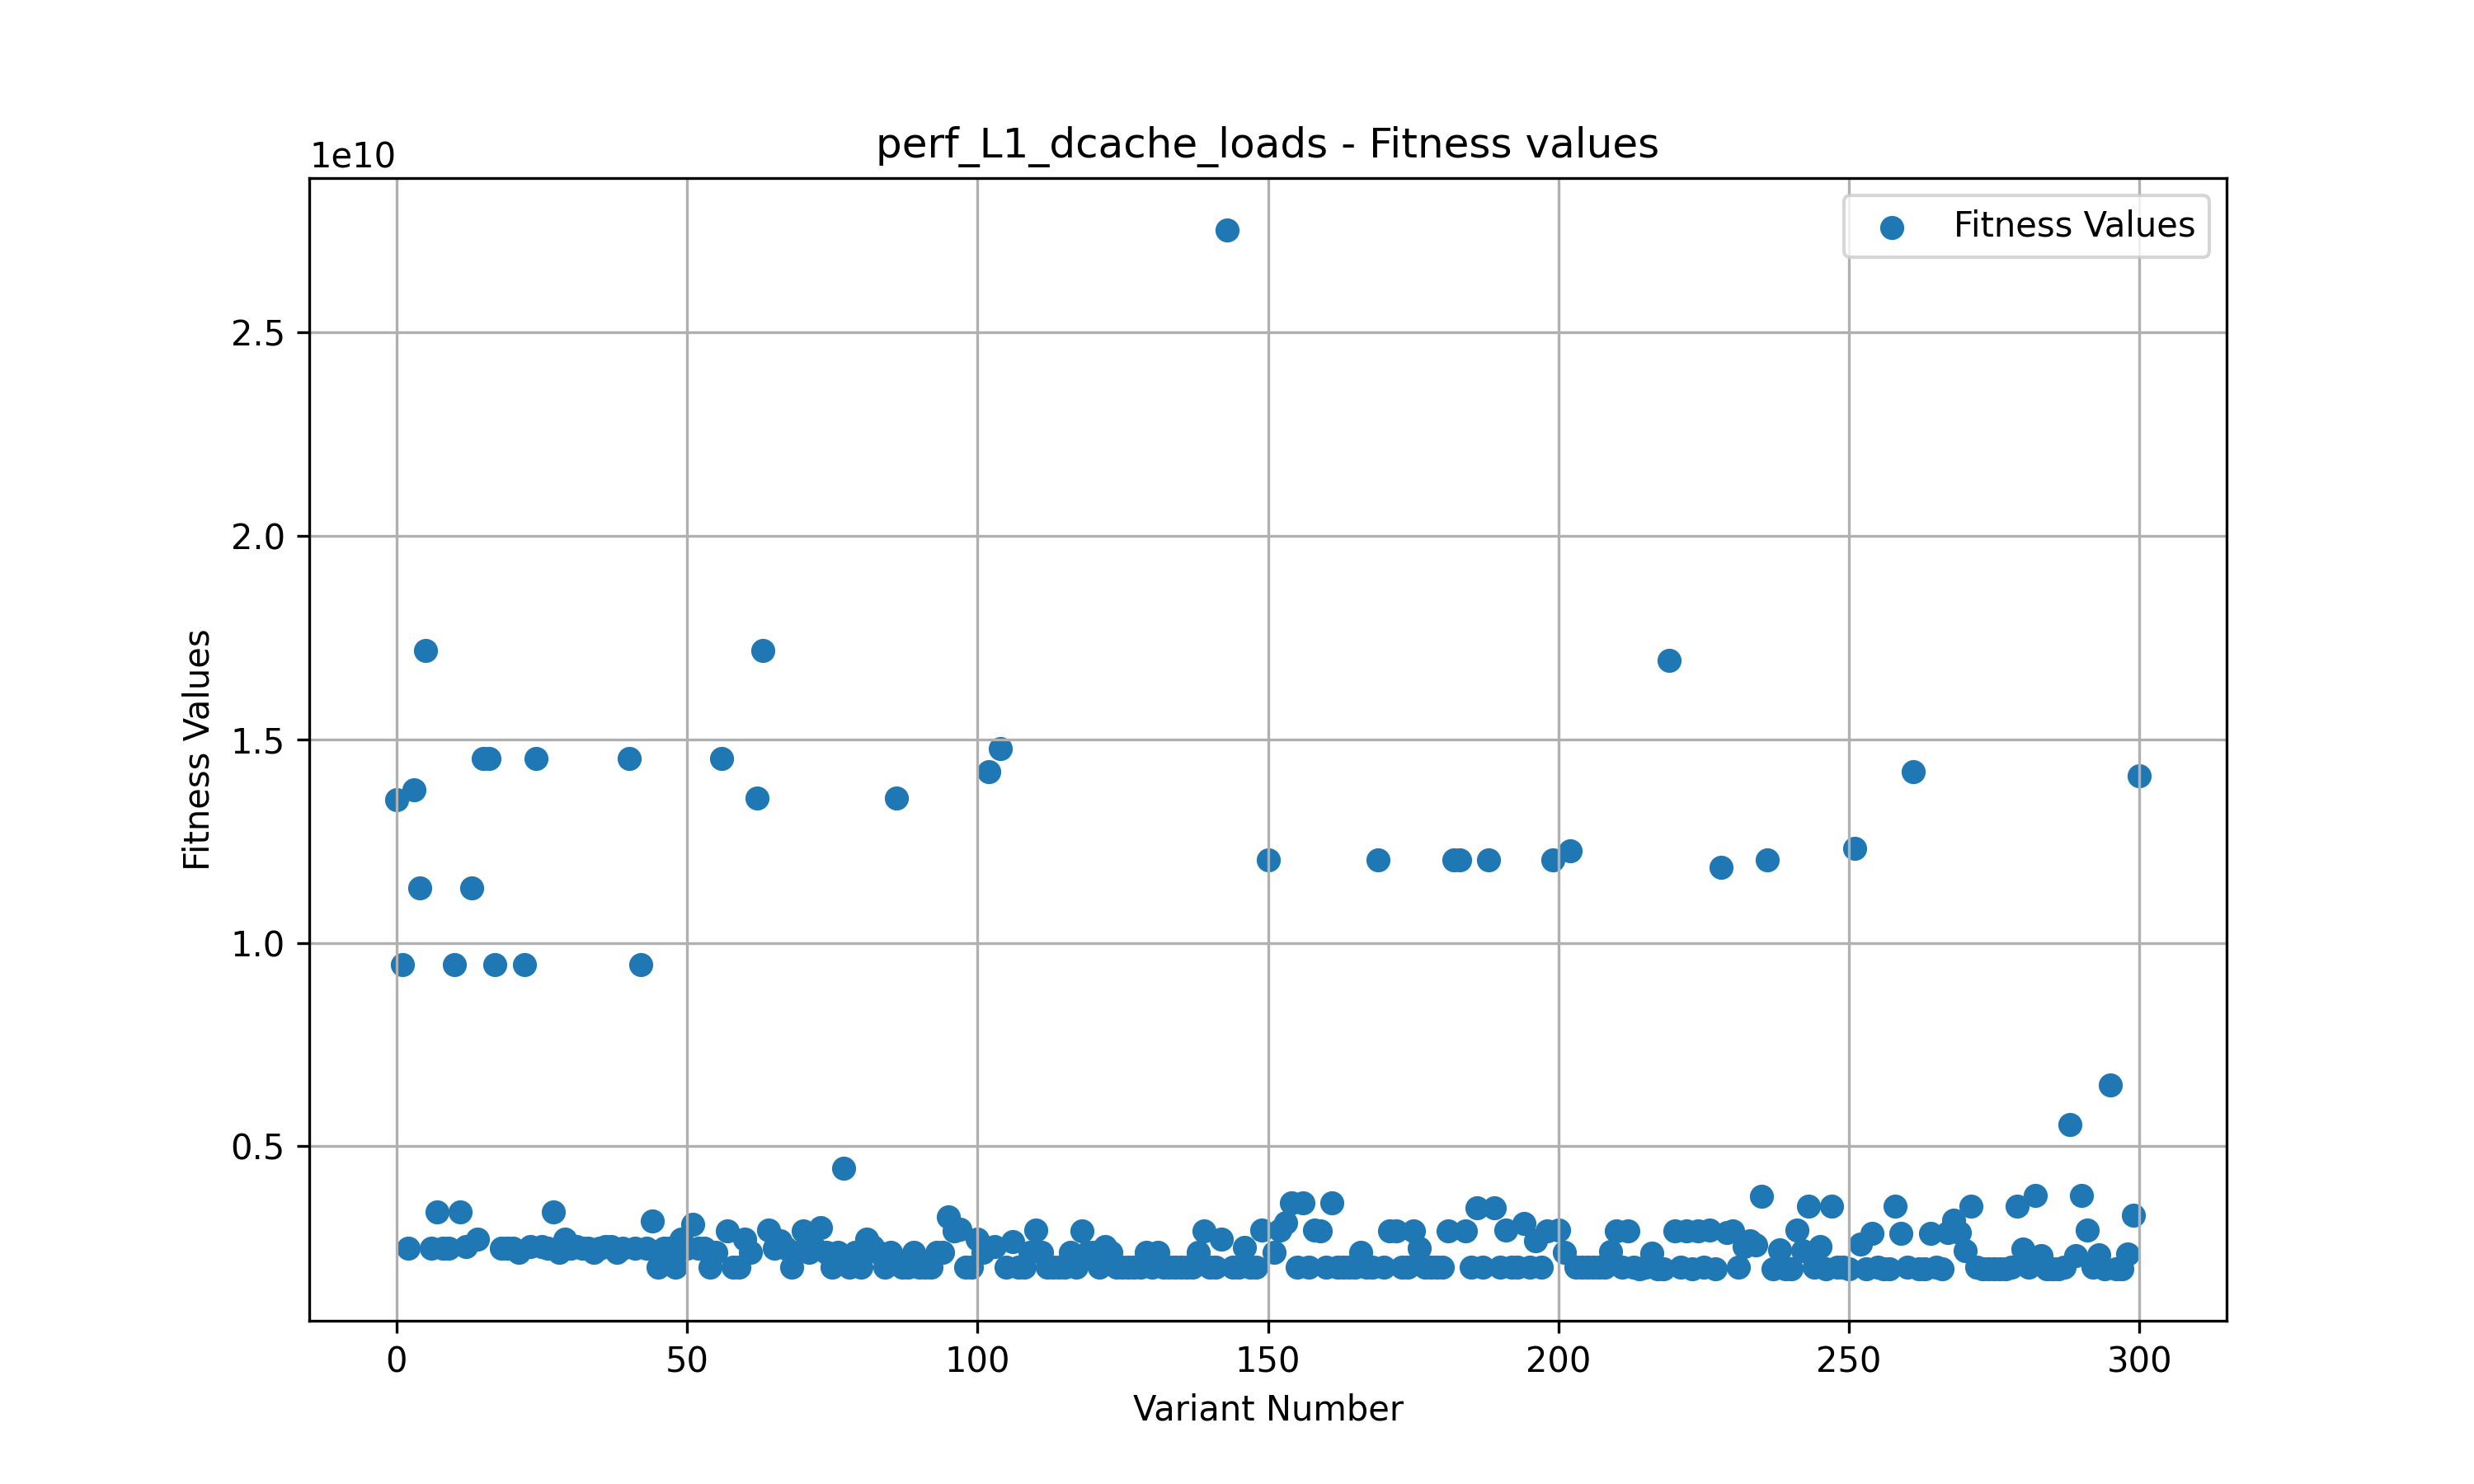 perf_L1_dcache_loads - Fitness values
1e10
Fitness Values
2.5
2.0
1.5
1.0
0.5
Fitness Values
0 50 100 150 200 250 300
Variant Number